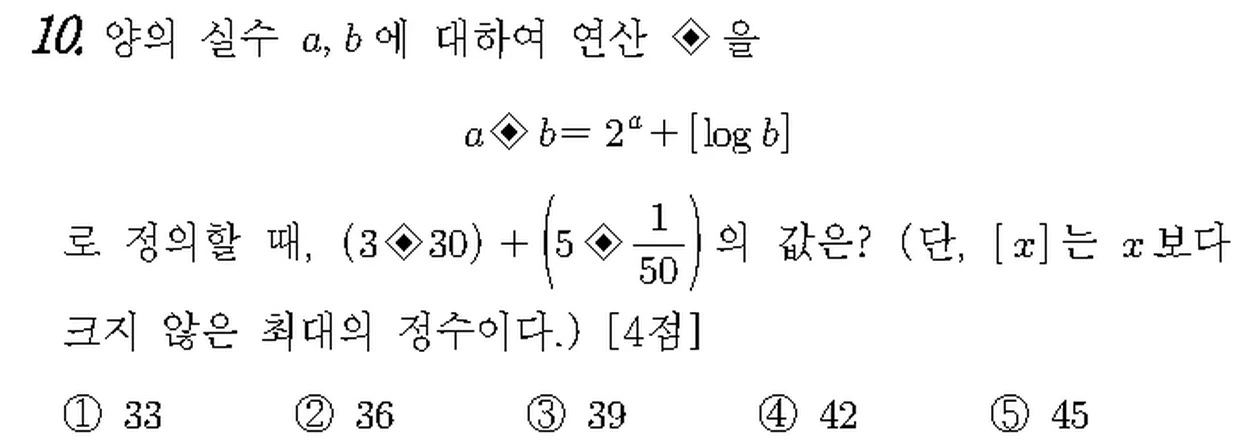 10. 양의 실수 a, b에 대하여 연산 ◈을
a◈b = 2^a + [log b]
로 정의할 때, (3◈30) + (5◈1/50)의 값은? (단, [x]는 x보다
크지 않은 최대의 정수이다.) [4점]
① 33 ② 36 ③ 39 ④ 42 ⑤ 45